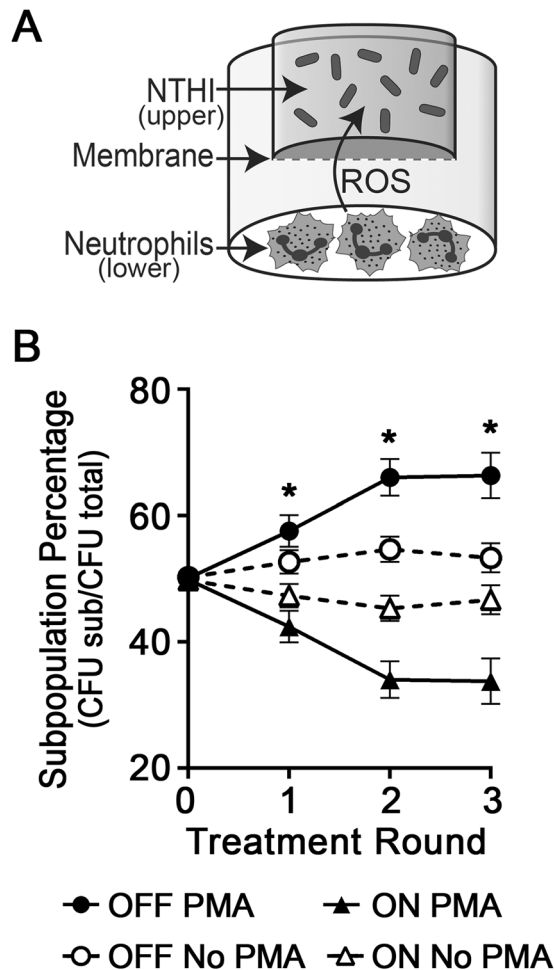 A
NTHI
(upper)
Membrane
ROS
Neutrophils
(lower)
B
Subpopulation Percentage
(CFU sub/CFU total)
80
60
40
20
* * *
0 1 2 3
Treatment Round
OFF PMA ON PMA
OFF No PMA ON No PMA